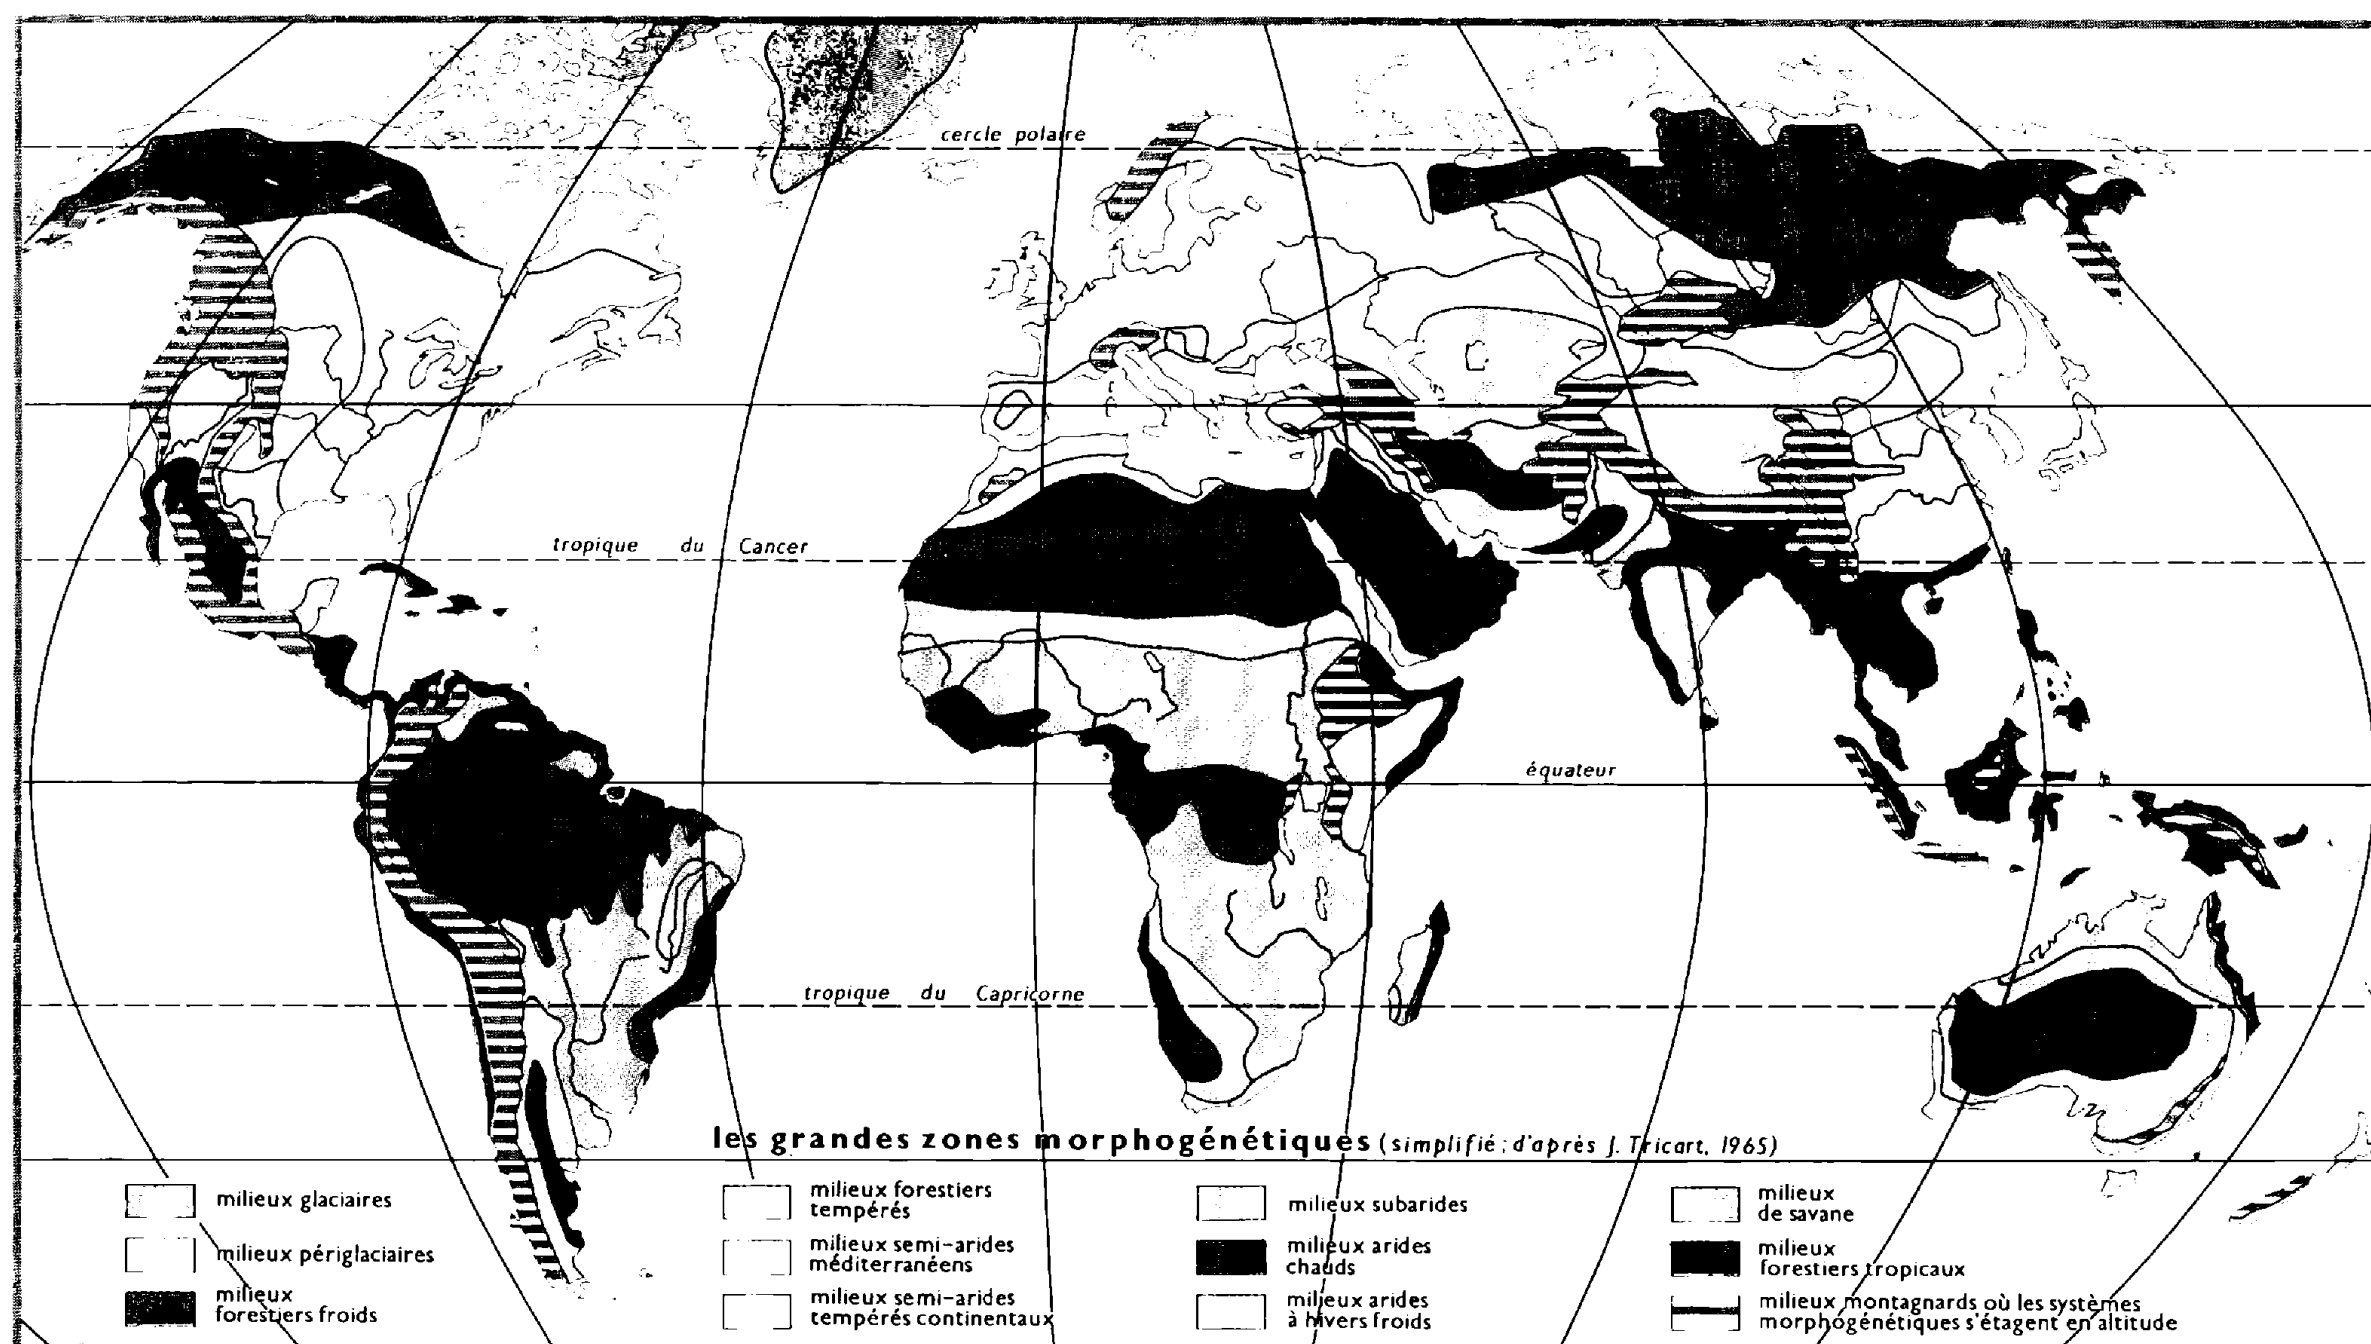 cercle polaire
tropique du Cancer
équateur
tropique du Capricorne
les grandes zones morphogénétiques (simplifié ; d'après J. Tricart, 1965)
milieux glaciaires
milieux périglaciaires
milieux
forestiers froids
milieux forestiers
tempérés
milieux semi-arides
méditerranéens
milieux semi-arides
tempérés continentaux
milieux subarides
milieux arides
chauds
milieux arides
à hivers froids
milieux
de savane
milieux
forestiers tropicaux
milieux montagnards où les systèmes
morphogénétiques s'étagent en altitude